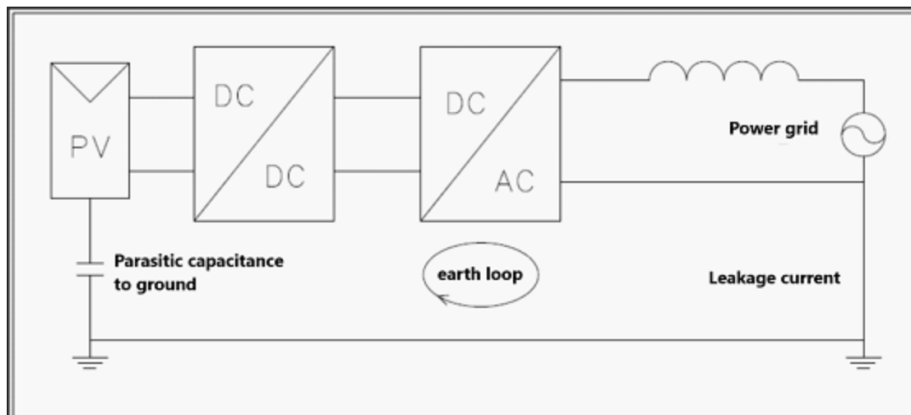 DC
DC
PV
DC
AC
Power grid
Parasitic capacitance
to ground
earth loop
Leakage current